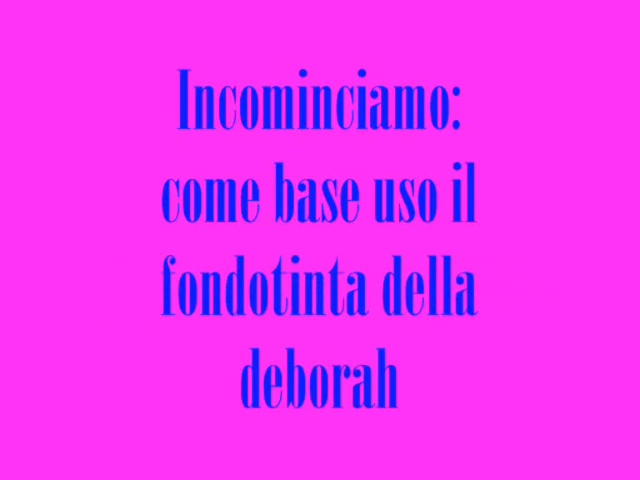 Incominciamo:
come base uso il
fondotinta della
deborah